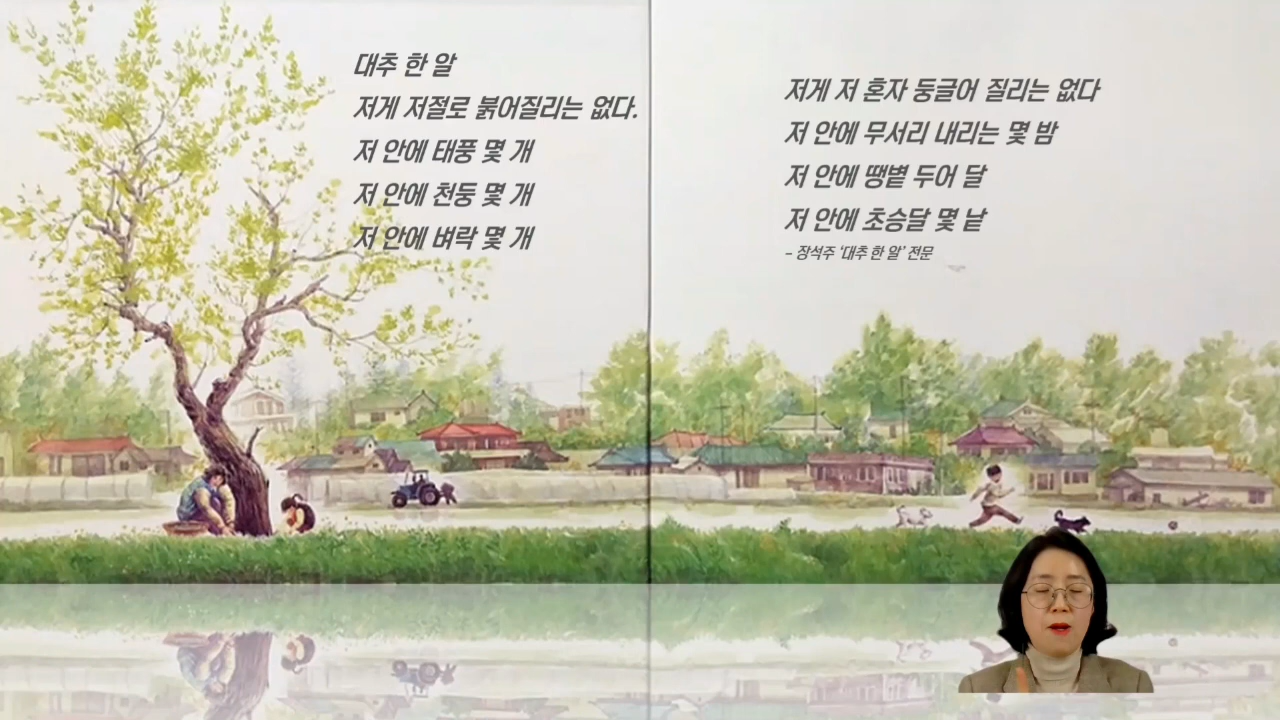 대추 한 알
저게 저절로 붉어질리는 없다.
저 안에 태풍 몇 개
저 안에 천둥 몇 개
저 안에 벼락 몇 개
저게 저 혼자 둥글어 질리는 없다
저 안에 무서리 내리는 몇 밤
저 안에 땡볕 두어 달
저 안에 초승달 몇 낱
- 장석주 ‘대추 한 알’ 전문